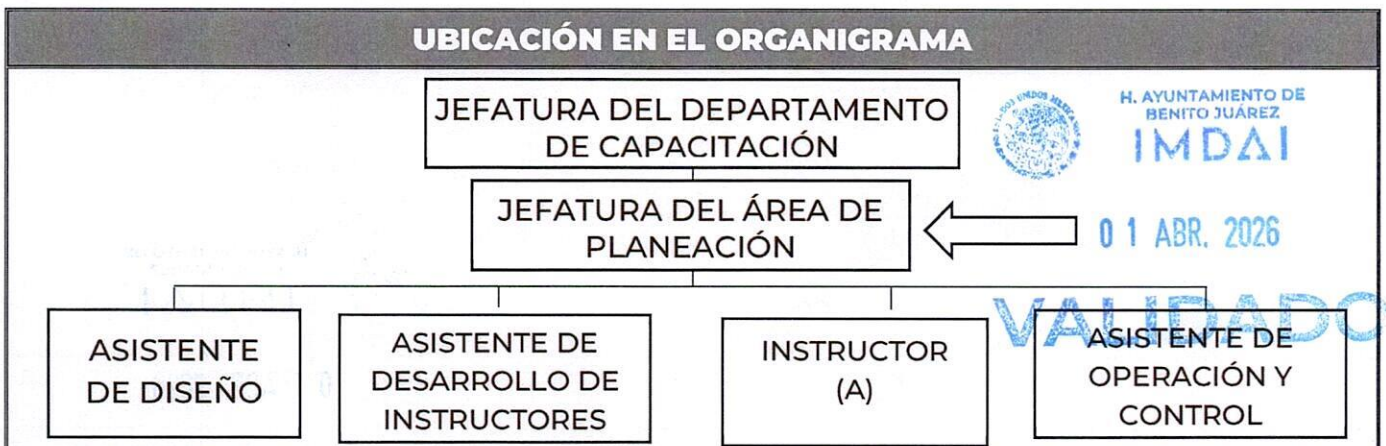 UBICACIÓN EN EL ORGANIGRAMA
JEFATURA DEL DEPARTAMENTO
DE CAPACITACIÓN
H. AYUNTAMIENTO DE
BENITO JUÁREZ
IMDAI
JEFATURA DEL ÁREA DE
PLANEACIÓN
01 ABR. 2026
VALIDADO
ASISTENTE
DE DISEÑO
ASISTENTE DE
DESARROLLO DE
INSTRUCTORES
INSTRUCTOR
(A)
ASISTENTE DE
OPERACIÓN Y
CONTROL